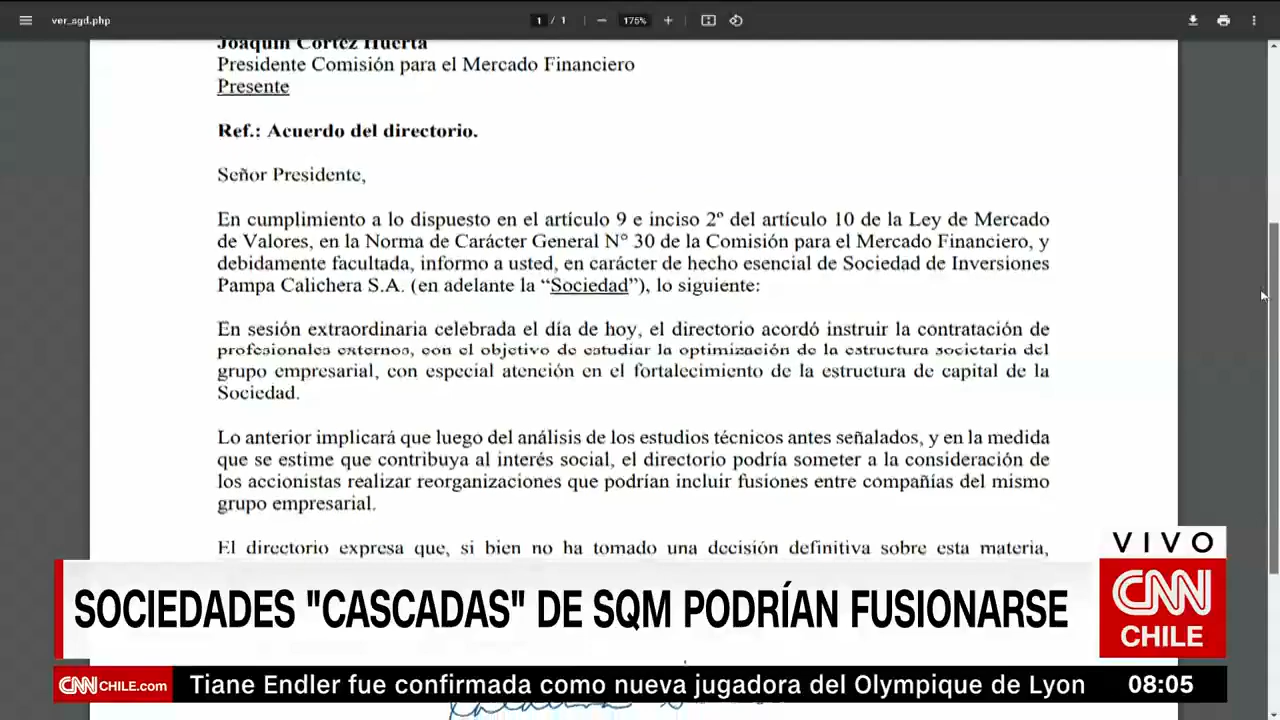 ver_sgd.php
1 / 1
175%
Joaquín Cortez Huerta
Presidente Comisión para el Mercado Financiero
Presente
Ref.: Acuerdo del directorio.
Señor Presidente,
En cumplimiento a lo dispuesto en el artículo 9 e inciso 2º del artículo 10 de la Ley de Mercado
de Valores, en la Norma de Carácter General N° 30 de la Comisión para el Mercado Financiero, y
debidamente facultada, informo a usted, en carácter de hecho esencial de Sociedad de Inversiones
Pampa Calichera S.A. (en adelante la “Sociedad”), lo siguiente:
En sesión extraordinaria celebrada el día de hoy, el directorio acordó instruir la contratación de
profesionales externos, con el objetivo de estudiar la optimización de la estructura societaria del
grupo empresarial, con especial atención en el fortalecimiento de la estructura de capital de la
Sociedad.
Lo anterior implicará que luego del análisis de los estudios técnicos antes señalados, y en la medida
que se estime que contribuya al interés social, el directorio podría someter a la consideración de
los accionistas realizar reorganizaciones que podrían incluir fusiones entre compañías del mismo
grupo empresarial.
El directorio expresa que, si bien no ha tomado una decisión definitiva sobre esta materia,
VIVO
CNN
CHILE
SOCIEDADES "CASCADAS" DE SQM PODRÍAN FUSIONARSE
CNNCHILE.com
Tiane Endler fue confirmada como nueva jugadora del Olympique de Lyon
08:05